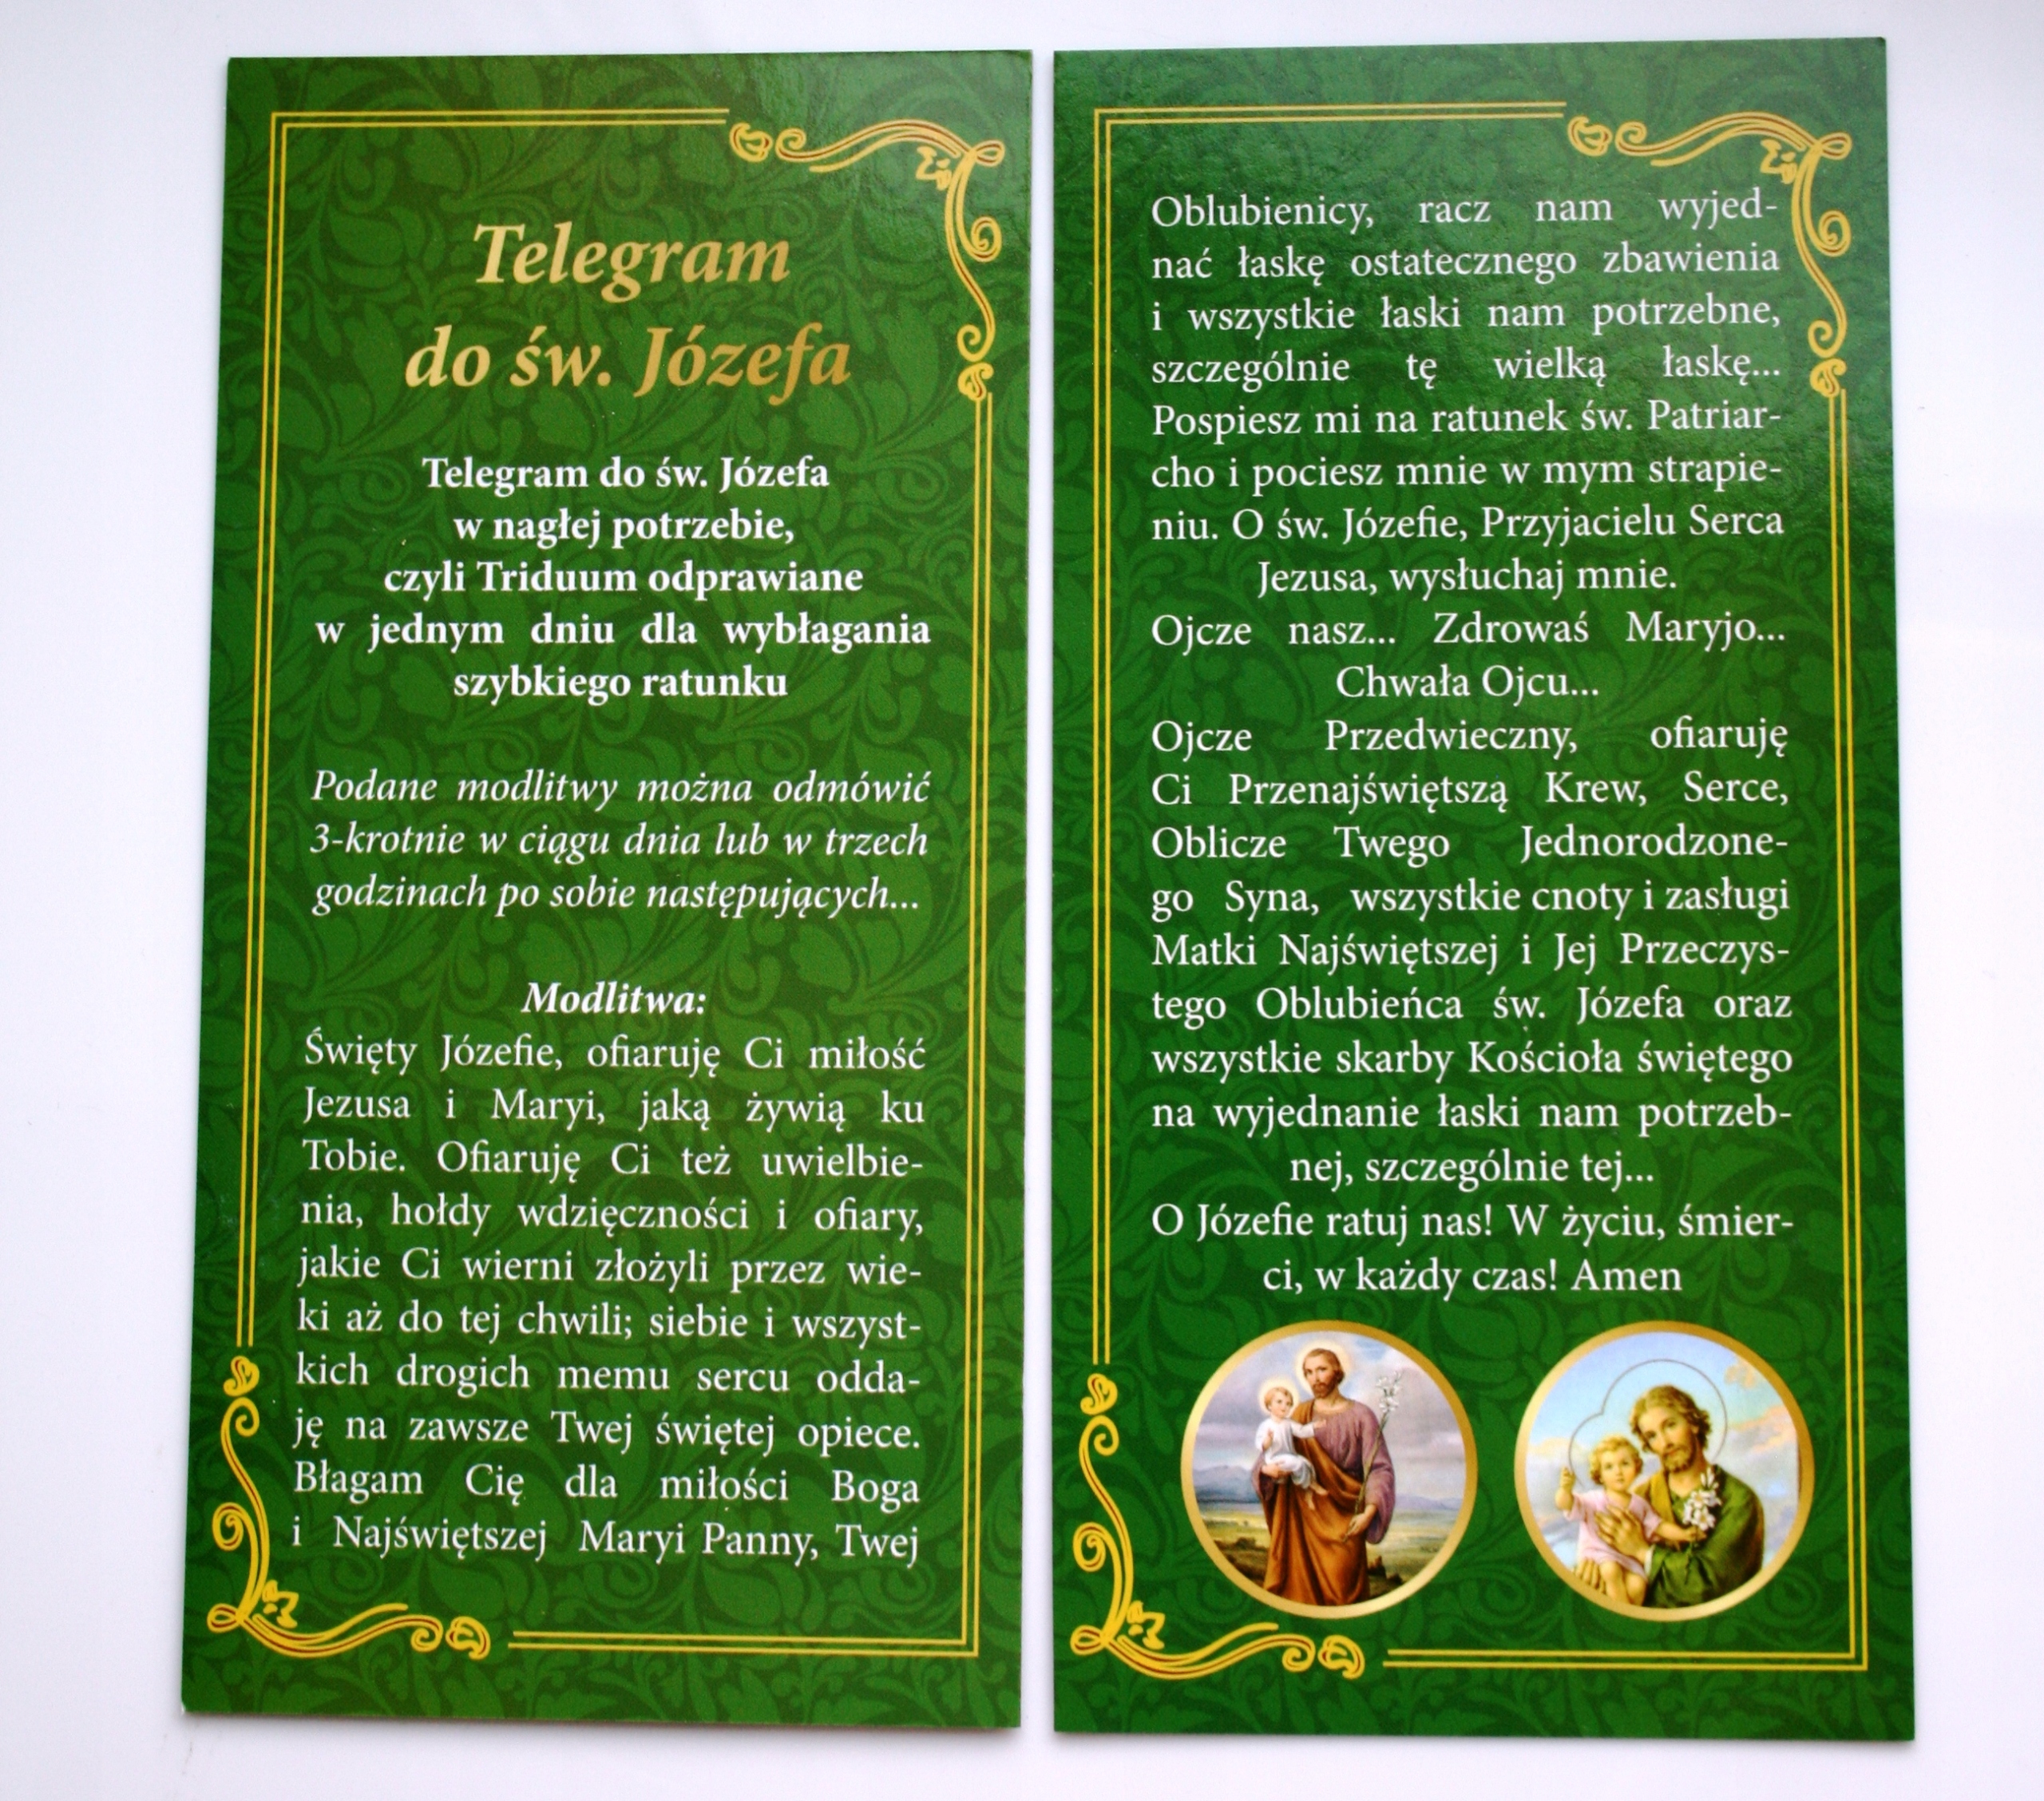 Telegram
do św. Józefa
Telegram do św. Józefa
w nagłej potrzebie,
czyli Triduum odprawiane
w jednym dniu dla wybłagania
szybkiego ratunku
Podane modlitwy można odmówić
3-krotnie w ciągu dnia lub w trzech
godzinach po sobie następujących...
Modlitwa:
Święty Józefie, ofiaruję Ci miłość
Jezusa i Maryi, jaką żywią ku
Tobie. Ofiaruję Ci też uwielbie-
nia, hołdy wdzięczności i ofiary,
jakie Ci wierni złożyli przez wie-
ki aż do tej chwili; siebie i wszyst-
kich drogich memu sercu odda-
ję na zawsze Twej świętej opiece.
Błagam Cię dla miłości Boga
i Najświętszej Maryi Panny, Twej
Oblubienicy, racz nam wyjed-
nać łaskę ostatecznego zbawienia
i wszystkie łaski nam potrzebne,
szczególnie tę wielką łaskę...
Pospiesz mi na ratunek św. Patriar-
cho i pociesz mnie w mym strapie-
niu. O św. Józefie, Przyjacielu Serca
Jezusa, wysłuchaj mnie.
Ojcze nasz... Zdrowaś Maryjo...
Chwała Ojcu...
Ojcze Przedwieczny, ofiaruję
Ci Przenajświętszą Krew, Serce,
Oblicze Twego Jednorodzone-
go Syna, wszystkie cnoty i zasługi
Matki Najświętszej i Jej Przeczys-
tego Oblubieńca św. Józefa oraz
wszystkie skarby Kościoła świętego
na wyjednanie łaski nam potrzeb-
nej, szczególnie tej...
O Józefie ratuj nas! W życiu, śmier-
ci, w każdy czas! Amen